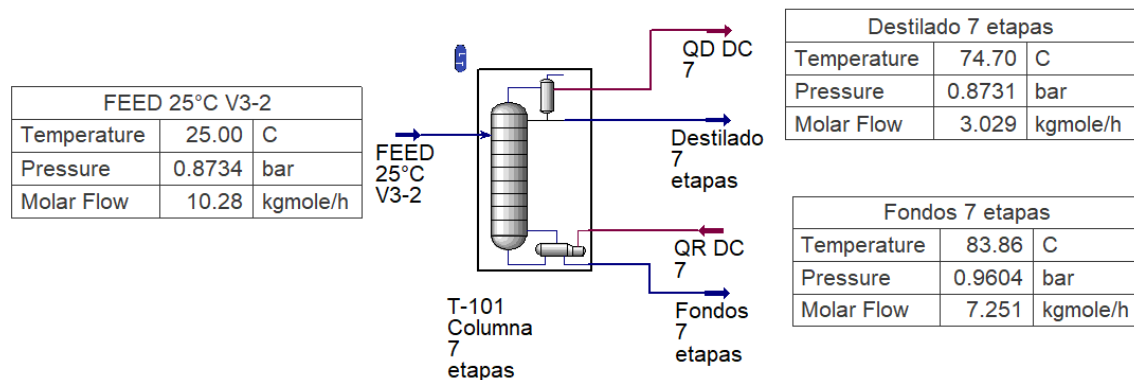 FEED 25°C V3-2
Temperature 25.00 C
Pressure 0.8734 bar
Molar Flow 10.28 kgmole/h
FEED
25°C
V3-2
T-101
Columna
7
etapas
QD DC
7
Destilado
7
etapas
QR DC
7
Fondos
7
etapas
Destilado 7 etapas
Temperature 74.70 C
Pressure 0.8731 bar
Molar Flow 3.029 kgmole/h
Fondos 7 etapas
Temperature 83.86 C
Pressure 0.9604 bar
Molar Flow 7.251 kgmole/h